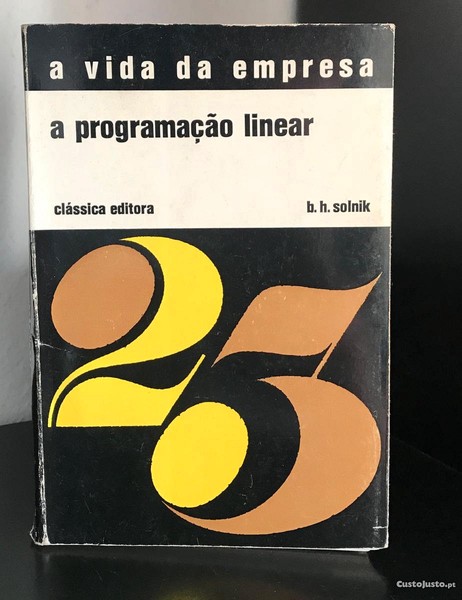 a vida da empresa
a programação linear
clássica editora b. h. solnik
25
CustoJusto.pt